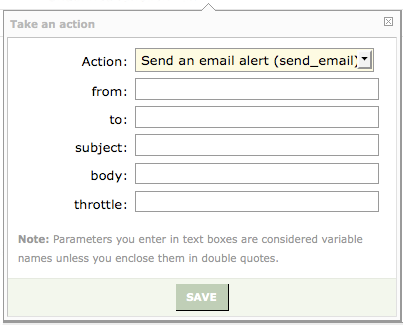 Take an action
Action: Send an email alert (send_email)
from:
to:
subject:
body:
throttle:
Note: Parameters you enter in text boxes are considered variable
names unless you enclose them in double quotes.
SAVE